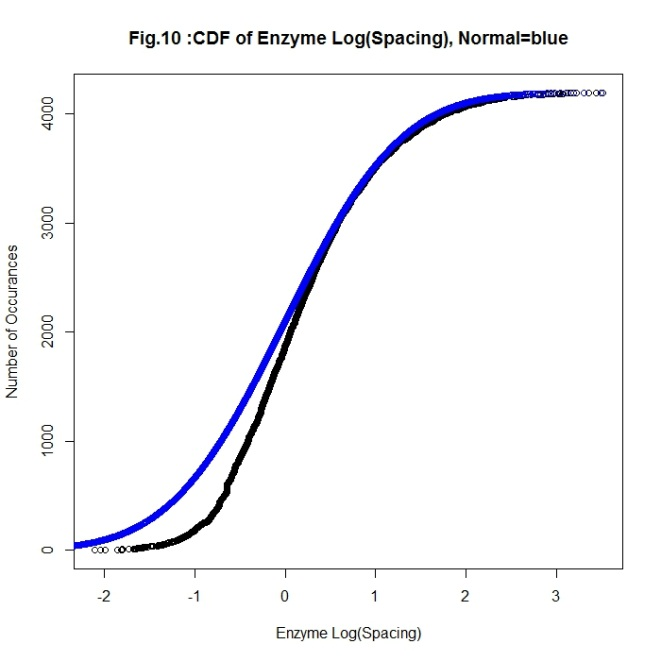 Fig.10 :CDF of Enzyme Log(Spacing), Normal=blue
Number of Occurances
4000
3000
2000
1000
0
-2 -1 0 1 2 3
Enzyme Log(Spacing)